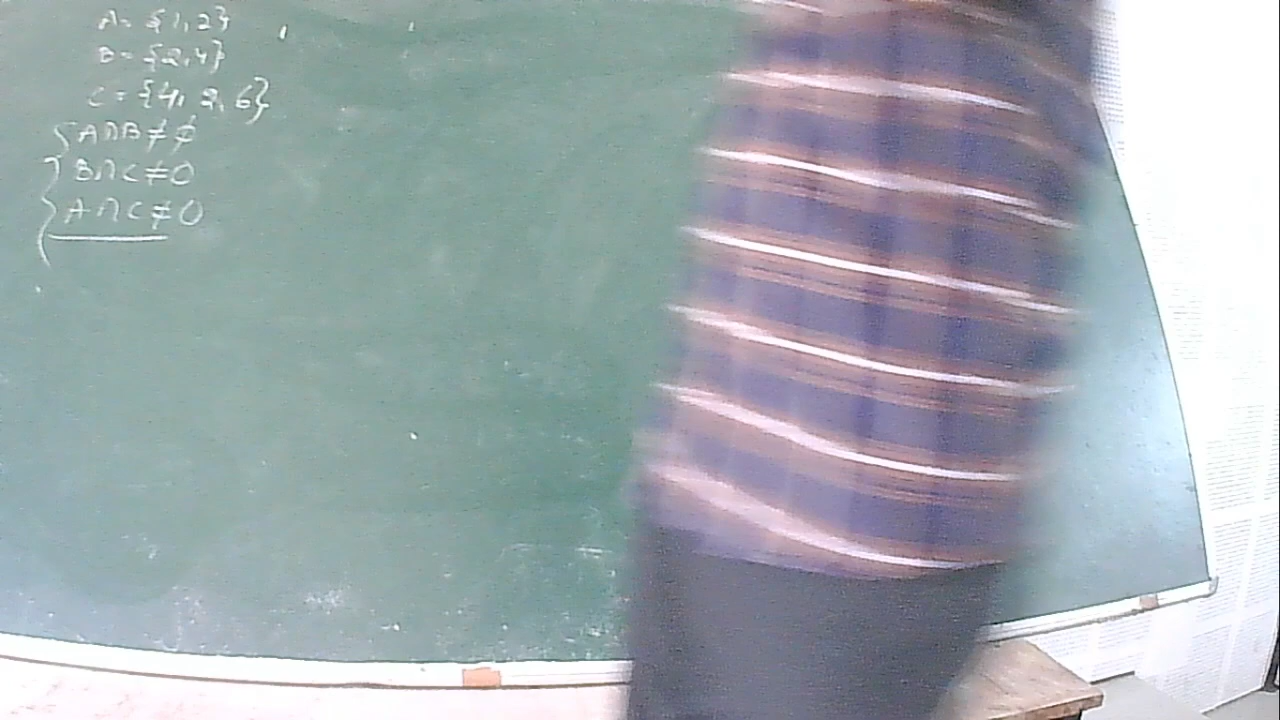 A = {1, 2}
B = {2, 4}
C = {4, 2, 6}
A∩B ≠ ϕ
B∩C ≠ 0
A∩C ≠ 0